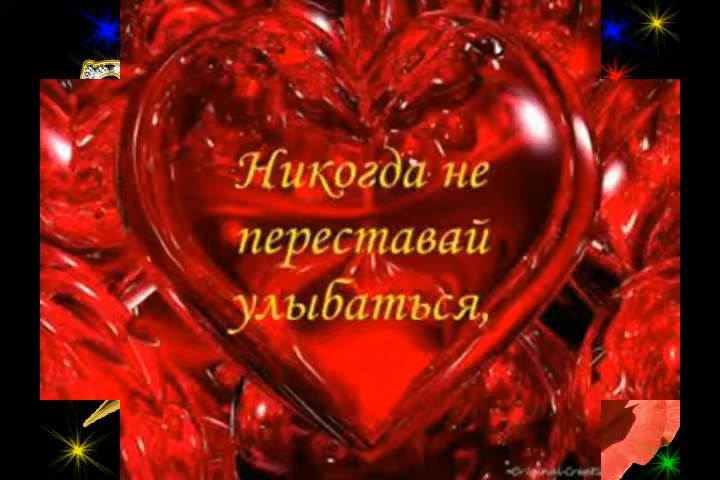 Никогда не
переставай
улыбаться,